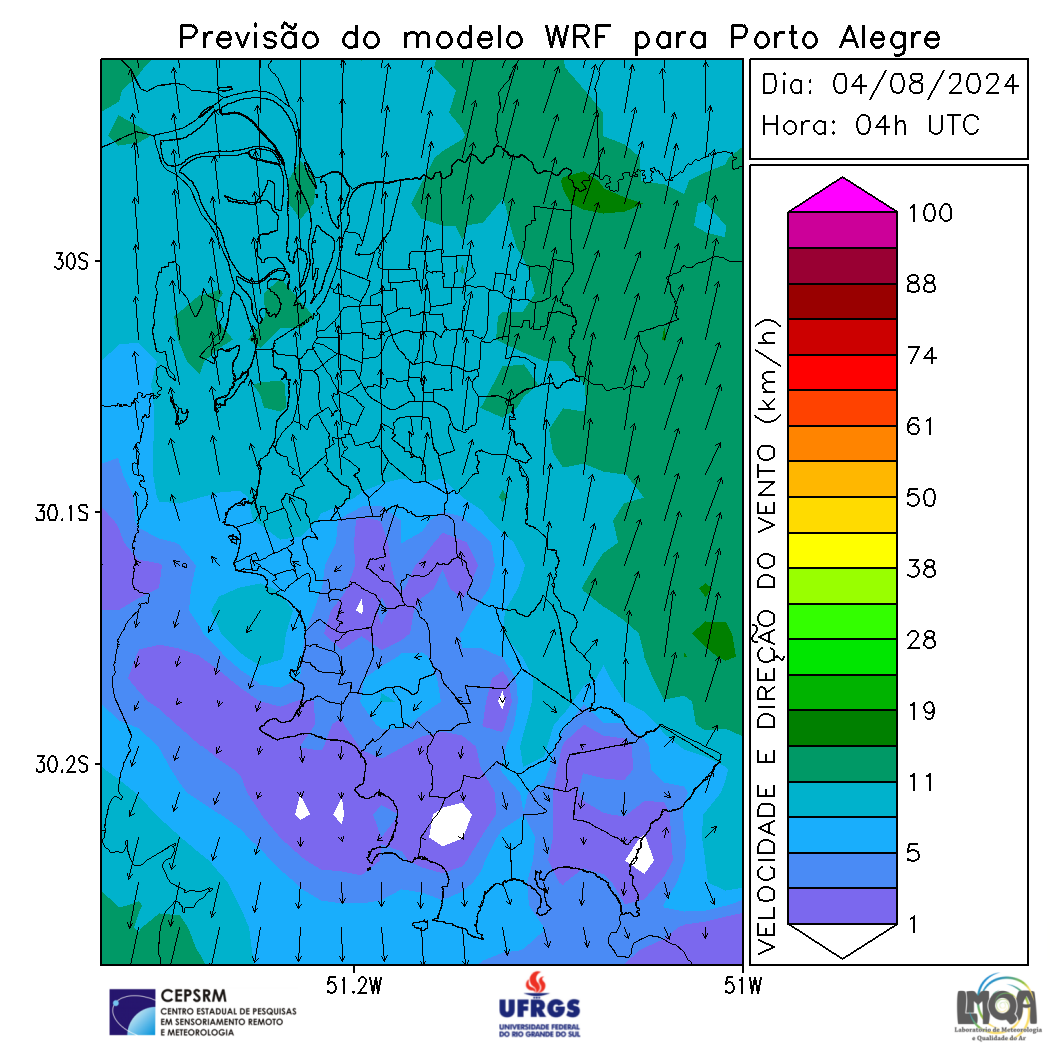 Previsão do modelo WRF para Porto Alegre
Dia: 04/08/2024
Hora: 04h UTC
30S
30.1S
30.2S
51.2W
51W
VELOCIDADE E DIREÇÃO DO VENTO (km/h)
100
88
74
61
50
38
28
19
11
5
1
CEPSRM
CENTRO ESTADUAL DE PESQUISAS
EM SENSORIAMENTO REMOTO
E METEOROLOGIA
UFRGS
UNIVERSIDADE FEDERAL
DO RIO GRANDE DO SUL
LMQA
Laboratório de Meteorologia
e Qualidade do Ar